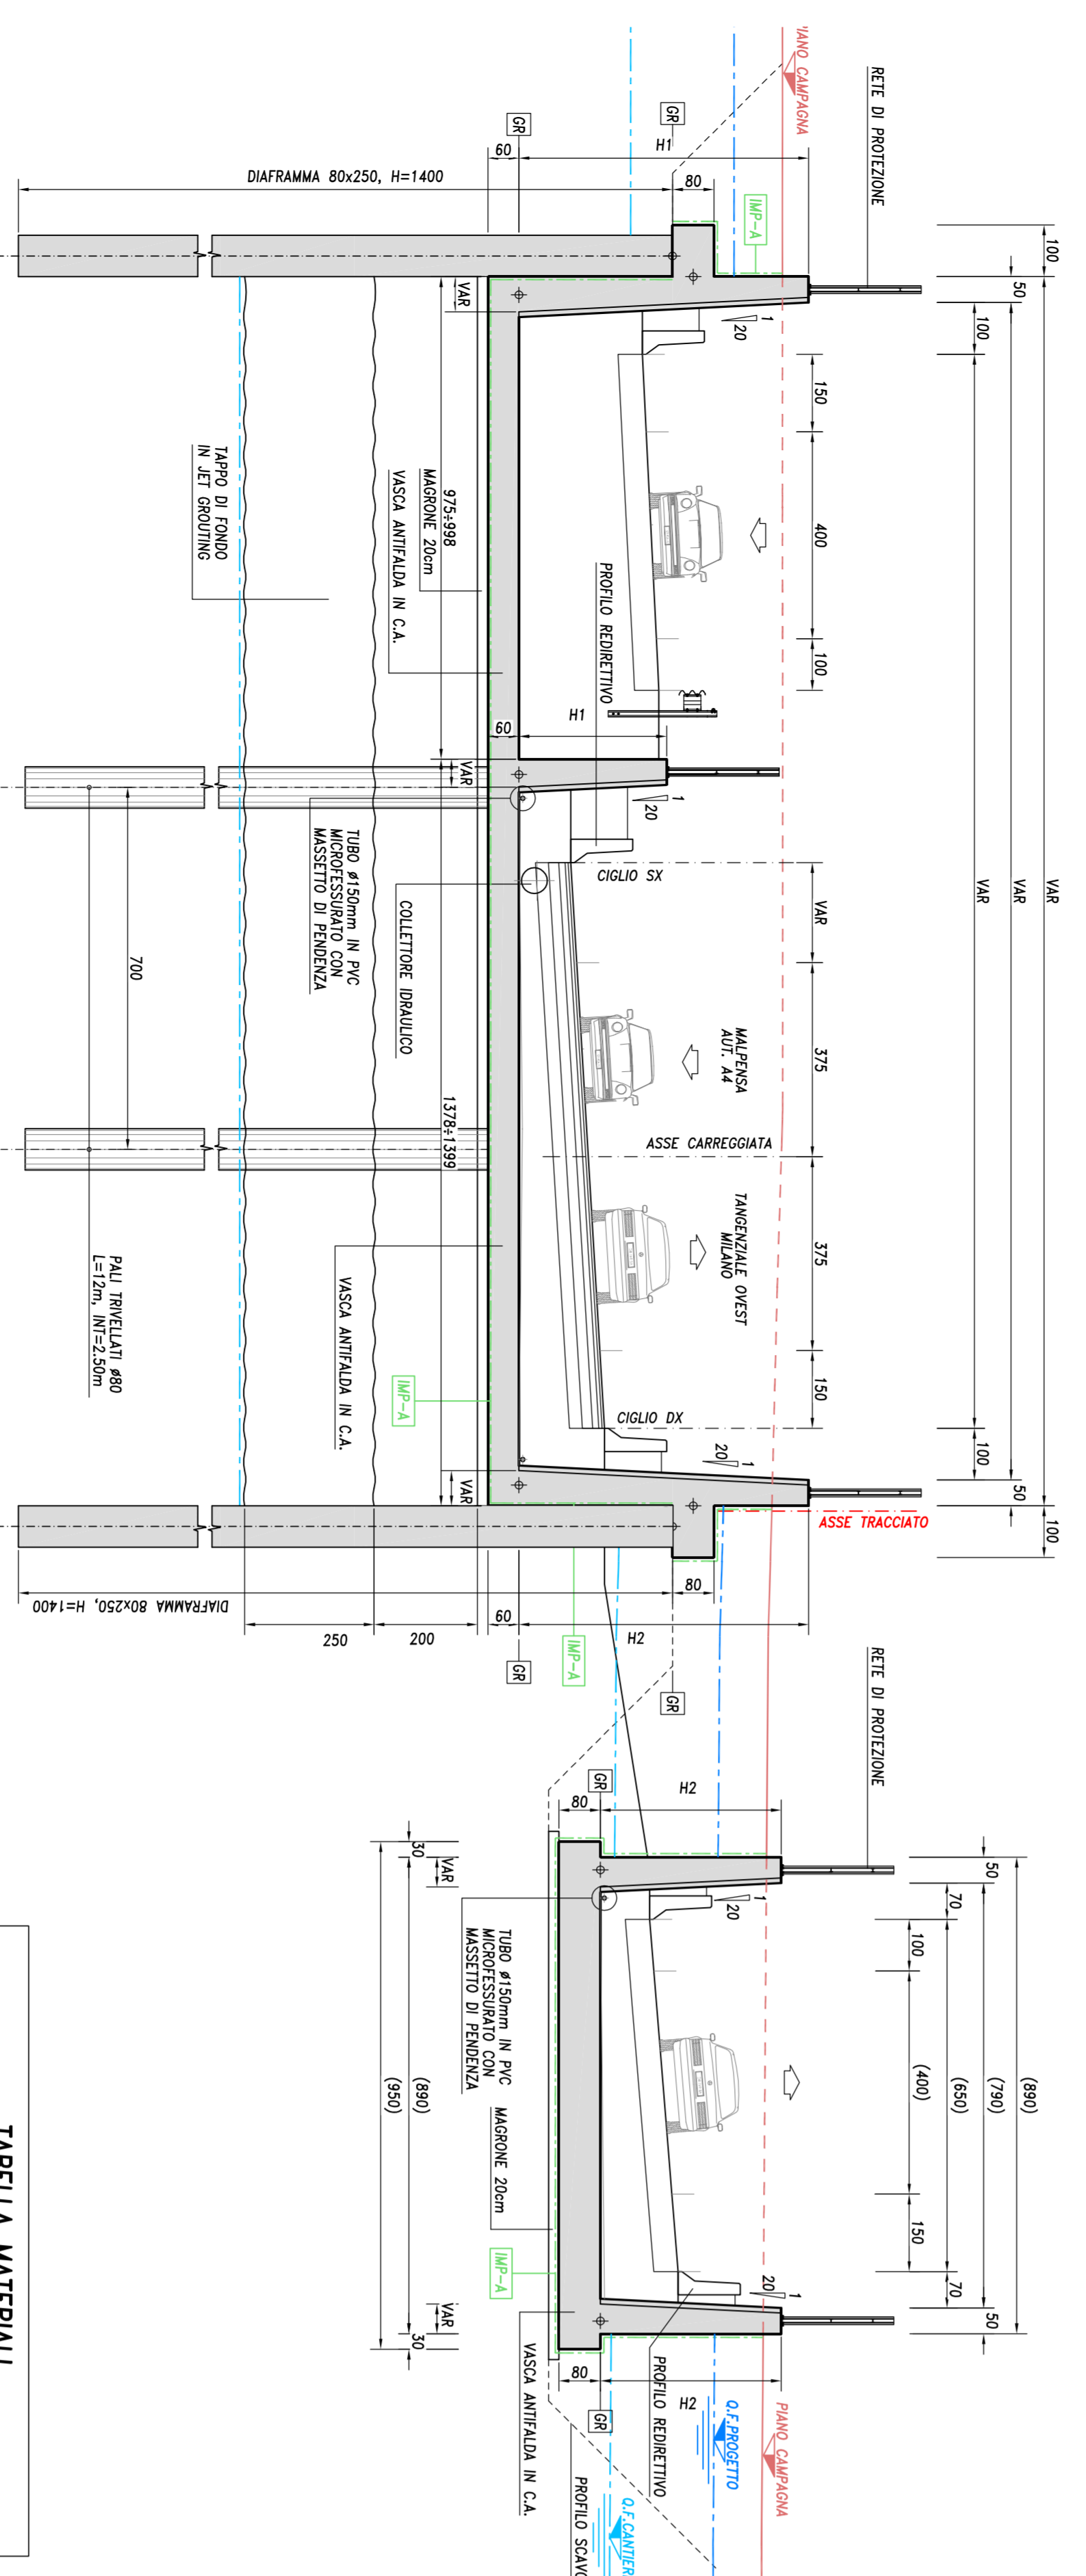 PIANO CAMPAGNA
RETE DI PROTEZIONE
GR
GR
60
H1
80
DIAFRAMMA 80x250, H=1400
IMP-A
100
50
100
VAR
1
20
150
400
100
VAR
VAR
VAR
TAPPO DI FONDO
IN JET GROUTING
975÷998
MAGRONE 20cm
VASCA ANTIFALDA IN C.A.
PROFILO REDIRETTIVO
H1
60
VAR
1
20
TUBO ø150mm IN PVC
MICROFESSURATO CON
MASSETTO DI PENDENZA
COLLETTORE IDRAULICO
700
CIGLIO SX
VAR
375
MALPENSA
AUT. A4
ASSE CARREGGIATA
1378÷1399
TANGENZIALE OVEST
MILANO
375
150
PALI TRIVELLATI ø80
L=12m, INT=2.50m
VASCA ANTIFALDA IN C.A.
IMP-A
CIGLIO DX
1
20
100
50
100
VAR
ASSE TRACCIATO
DIAFRAMMA 80x250, H=1400
80
60
H2
250
200
IMP-A
GR
GR
RETE DI PROTEZIONE
GR
80
H2
30
VAR
50
70
1
20
100
(400)
(650)
(790)
(890)
150
70
50
TUBO ø150mm IN PVC
MICROFESSURATO CON
MASSETTO DI PENDENZA
(890)
(950)
MAGRONE 20cm
IMP-A
1
20
VAR
30
VASCA ANTIFALDA IN C.A.
80
H2
GR
PROFILO REDIRETTIVO
Q.F.PROGETTO
PIANO CAMPAGNA
PROFILO SCAVO
Q.F.CANTIER
TABELLA MATERIALI